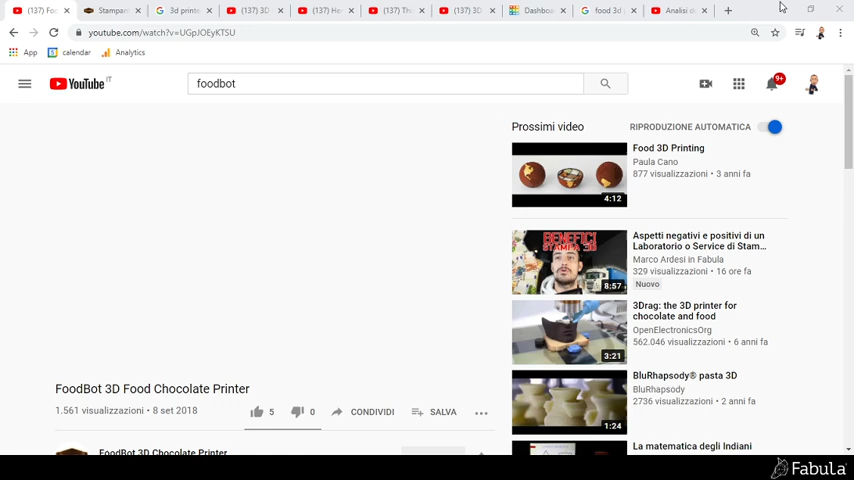 (137) Foo
Stampan
3d printe
(137) 3D
(137) He
(137) Th
(137) 3D
Dashboa
food 3d p
Analisi do
youtube.com/watch?v=UGpJOEyKTSU
App
calendar
Analytics
YouTube IT
foodbot
9+
Prossimi video
RIPRODUZIONE AUTOMATICA
Food 3D Printing
Paula Cano
877 visualizzazioni • 3 anni fa
4:12
BENEFICI
STAMPA 3D
Aspetti negativi e positivi di un
Laboratorio o Service di Stam...
Marco Ardesi in Fabula
329 visualizzazioni • 16 ore fa
Nuovo
8:57
3Drag: the 3D printer for
chocolate and food
OpenElectronicsOrg
562.046 visualizzazioni • 6 anni fa
3:21
BluRhapsody® pasta 3D
BluRhapsody
2736 visualizzazioni • 2 anni fa
1:24
La matematica degli Indiani
FoodBot 3D Food Chocolate Printer
1.561 visualizzazioni • 8 set 2018
5
0
CONDIVIDI
SALVA
FoodBot 3D Chocolate Printer
Fabula